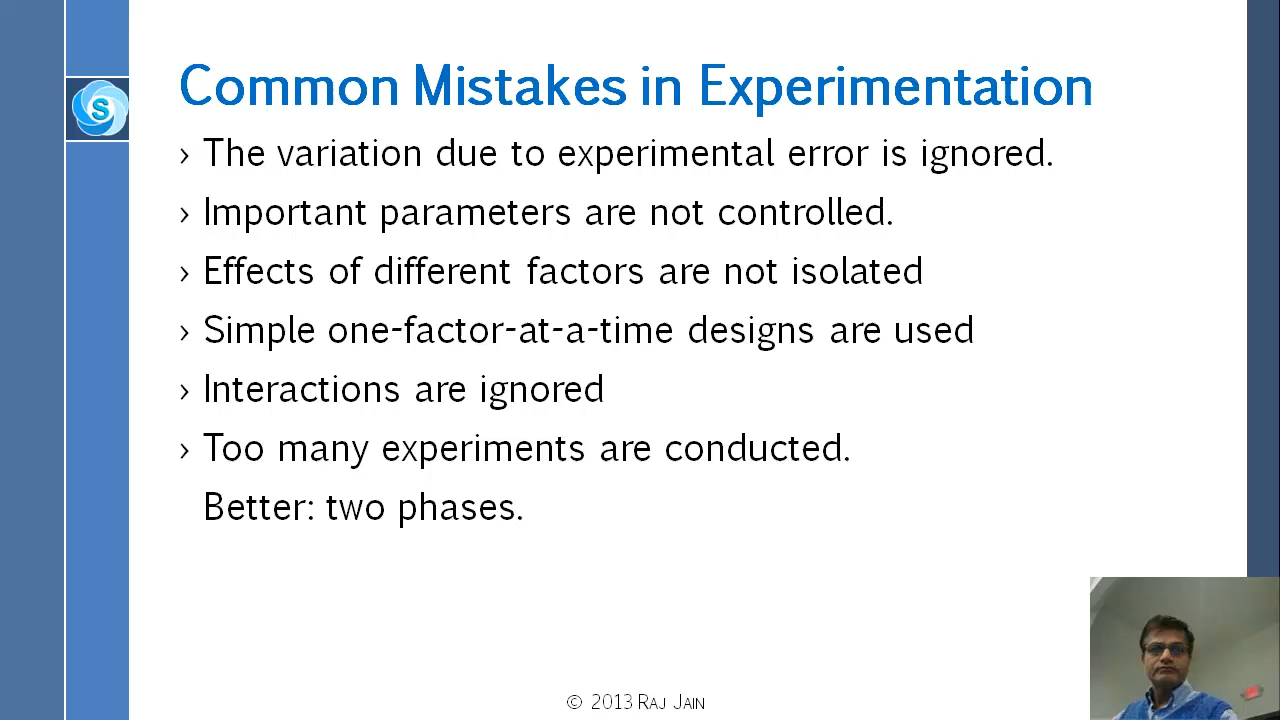 S
Common Mistakes in Experimentation
› The variation due to experimental error is ignored.
› Important parameters are not controlled.
› Effects of different factors are not isolated
› Simple one-factor-at-a-time designs are used
› Interactions are ignored
› Too many experiments are conducted.
Better: two phases.
© 2013 RAJ JAIN